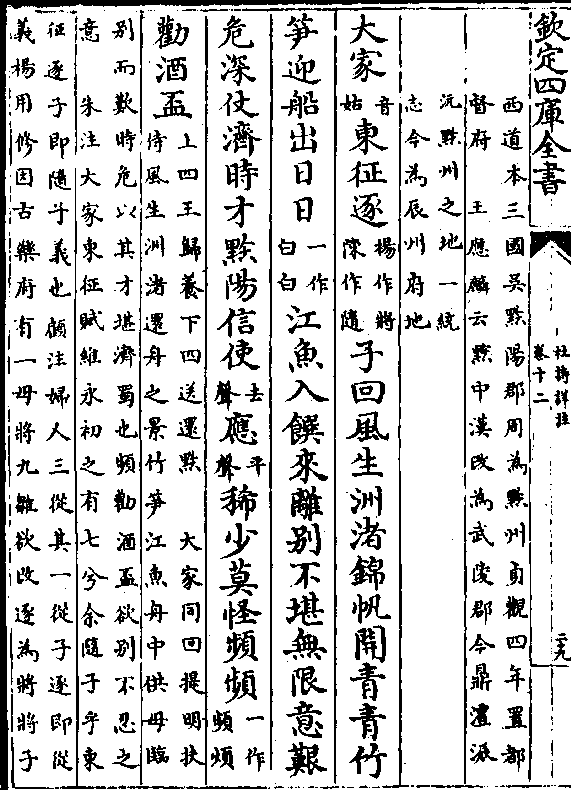 欽定四庫全書
杜詩詳註
卷十二
二九
西道本三國吳黔陽郡周為黔州貞觀四年置都
督府 王應麟云黔中漢改為武陵郡今鼎澧辰
沅黔州之地一統
志今為辰州府地
大家音姑東征逐楊作將陳作隨子回風生洲渚錦帆開青青竹
笋迎船出日日一作白白江魚入饌來離別不堪無限意艱
危深仗濟時才黔陽信使去聲應平聲稀少莫怪頻頻一作頻煩
勸酒盃上四王歸養下四送還黔 大家同回提明扶
侍風生洲渚還舟之景竹笋江魚舟中供母臨
別而歎時危以其才堪濟蜀也頻勸酒盃欲別不忍之
意 朱注大家東征賦維永初之有七兮余隨子乎東
征逐子即隨子義也顧注婦人三從其一從子逐即從
義楊用修因古樂府有一母將九雛欲改逐為將將子